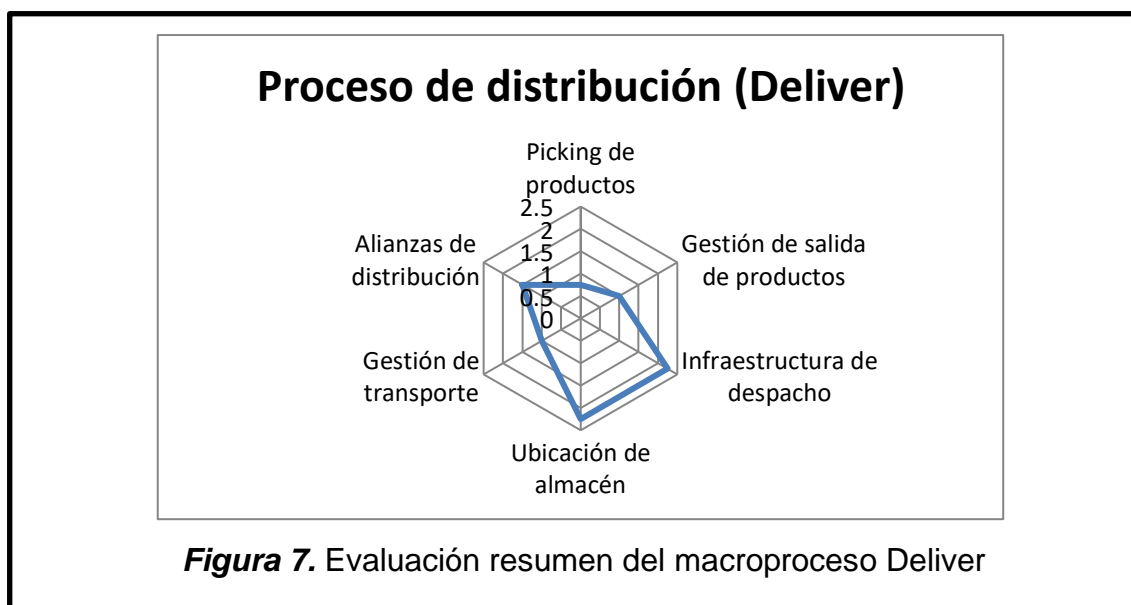 Proceso de distribución (Deliver)
Picking de
productos
2.5
2
1.5
1
0.5
0
Alianzas de
distribución
Gestión de salida
de productos
Gestión de
transporte
Infraestructura de
despacho
Ubicación de
almacén
Figura 7. Evaluación resumen del macroproceso Deliver